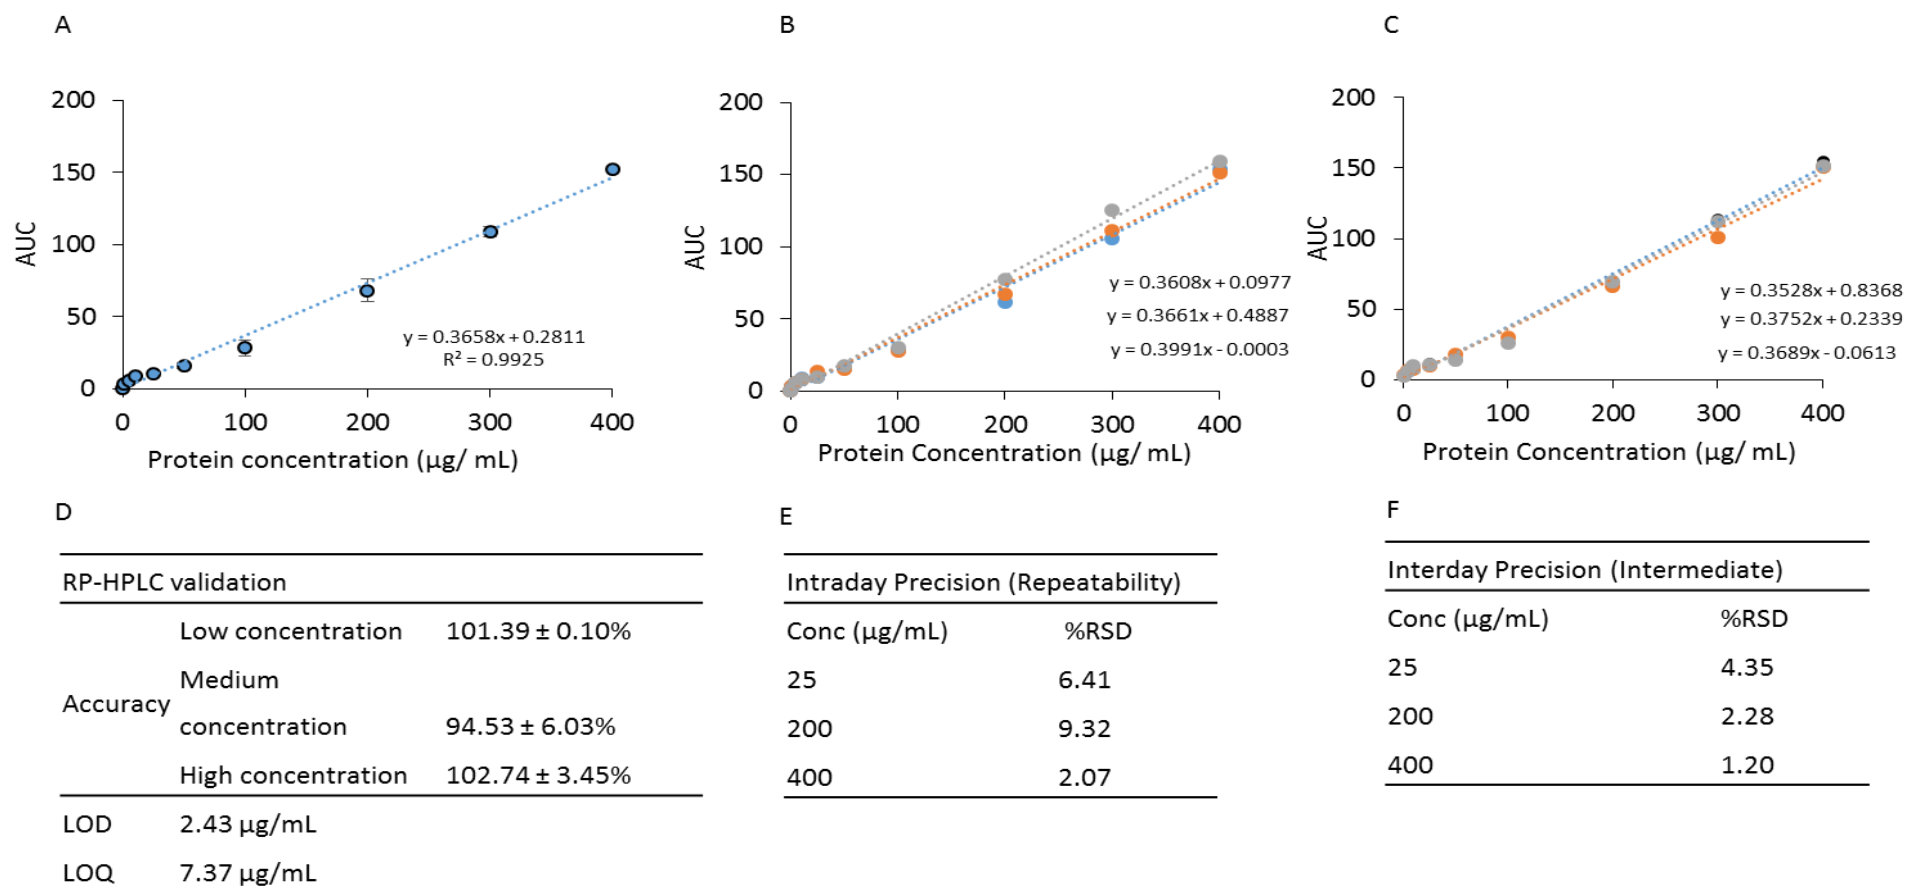 A
200
150
100
50
0
AUC
y = 0.3658x + 0.2811
R² = 0.9925
0 100 200 300 400
Protein concentration (µg/ mL)
B
200
150
100
50
0
AUC
y = 0.3608x + 0.0977
y = 0.3661x + 0.4887
y = 0.3991x - 0.0003
0 100 200 300 400
Protein Concentration (µg/ mL)
C
200
150
100
50
0
AUC
y = 0.3528x + 0.8368
y = 0.3752x + 0.2339
y = 0.3689x - 0.0613
0 100 200 300 400
Protein Concentration (µg/ mL)
D
RP-HPLC validation
Accuracy
Low concentration 101.39 ± 0.10%
Medium
concentration 94.53 ± 6.03%
High concentration 102.74 ± 3.45%
LOD 2.43 µg/mL
LOQ 7.37 µg/mL
E
Intraday Precision (Repeatability)
Conc (µg/mL) %RSD
25 6.41
200 9.32
400 2.07
F
Interday Precision (Intermediate)
Conc (µg/mL) %RSD
25 4.35
200 2.28
400 1.20